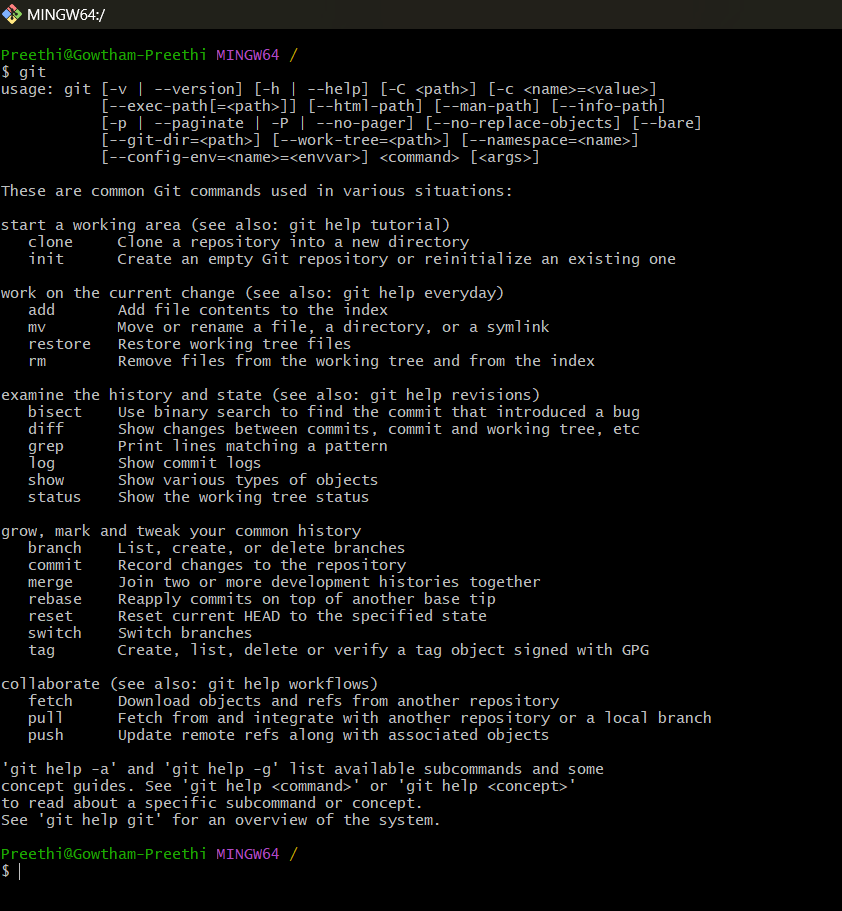 MINGW64:/
Preethi@Gowtham-Preethi MINGW64 /
$ git
usage: git [-v | --version] [-h | --help] [-C <path>] [-c <name>=<value>]
           [--exec-path[=<path>]] [--html-path] [--man-path] [--info-path]
           [-p | --paginate | -P | --no-pager] [--no-replace-objects] [--bare]
           [--git-dir=<path>] [--work-tree=<path>] [--namespace=<name>]
           [--config-env=<name>=<envvar>] <command> [<args>]

These are common Git commands used in various situations:

start a working area (see also: git help tutorial)
   clone     Clone a repository into a new directory
   init      Create an empty Git repository or reinitialize an existing one

work on the current change (see also: git help everyday)
   add       Add file contents to the index
   mv        Move or rename a file, a directory, or a symlink
   restore   Restore working tree files
   rm        Remove files from the working tree and from the index

examine the history and state (see also: git help revisions)
   bisect    Use binary search to find the commit that introduced a bug
   diff      Show changes between commits, commit and working tree, etc
   grep      Print lines matching a pattern
   log       Show commit logs
   show      Show various types of objects
   status    Show the working tree status

grow, mark and tweak your common history
   branch    List, create, or delete branches
   commit    Record changes to the repository
   merge     Join two or more development histories together
   rebase    Reapply commits on top of another base tip
   reset     Reset current HEAD to the specified state
   switch    Switch branches
   tag       Create, list, delete or verify a tag object signed with GPG

collaborate (see also: git help workflows)
   fetch     Download objects and refs from another repository
   pull      Fetch from and integrate with another repository or a local branch
   push      Update remote refs along with associated objects

'git help -a' and 'git help -g' list available subcommands and some
concept guides. See 'git help <command>' or 'git help <concept>'
to read about a specific subcommand or concept.
See 'git help git' for an overview of the system.

Preethi@Gowtham-Preethi MINGW64 /
$